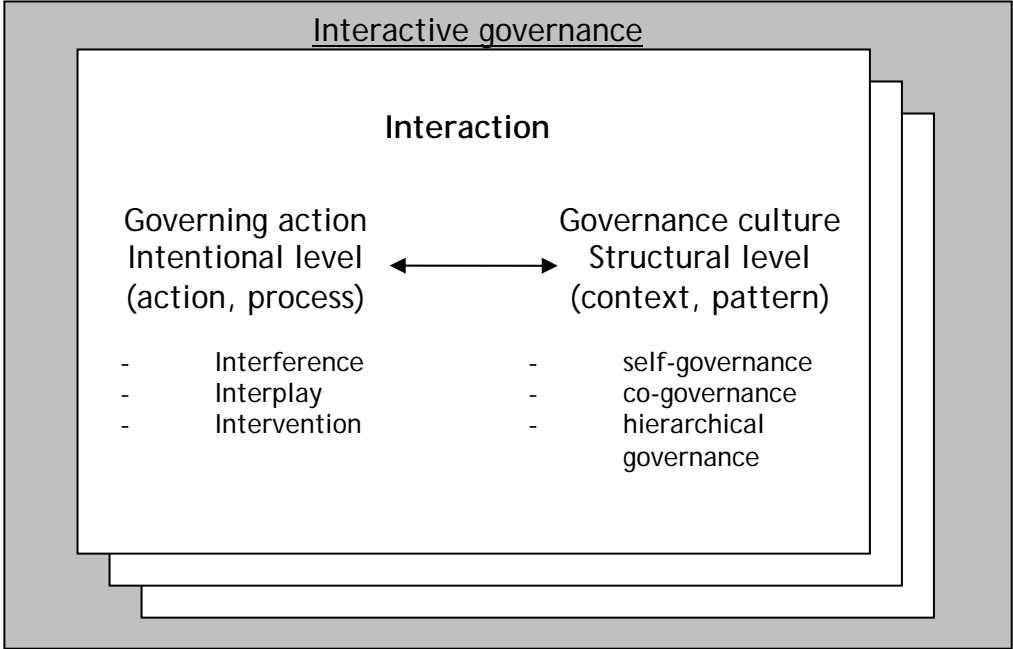 Interactive governance
Interaction
Governing action
Intentional level
(action, process)
Governance culture
Structural level
(context, pattern)
- Interference
- Interplay
- Intervention
- self-governance
- co-governance
- hierarchical
governance